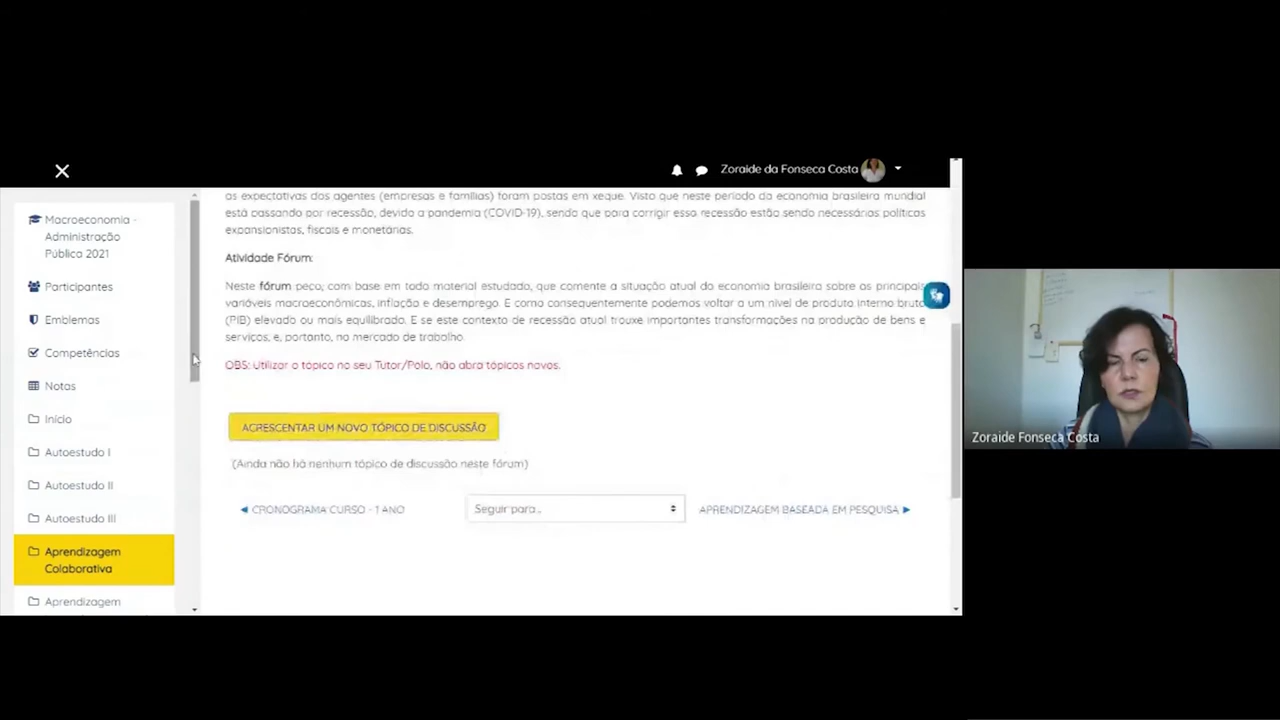 Zoraide da Fonseca Costa
Macroeconomia -
Administração
Pública 2021
Participantes
Emblemas
Competências
Notas
Início
Autoestudo I
Autoestudo II
Autoestudo III
Aprendizagem
Colaborativa
Aprendizagem
as expectativas dos agentes (empresas e famílias) foram postas em xeque. Visto que neste período da economia brasileira mundial
está passando por recessão, devido a pandemia (COVID-19), sendo que para corrigir essa recessão estão sendo necessárias políticas
expansionistas, fiscais e monetárias.
Atividade Fórum:
Neste fórum peço, com base em todo material estudado, que comente a situação atual da economia brasileira sobre as principais
variáveis macroeconômicas, inflação e desemprego. E como consequentemente podemos voltar a um nível de produto interno bruto
(PIB) elevado ou mais equilibrado. E se este contexto de recessão atual trouxe importantes transformações na produção de bens e
serviços, e, portanto, no mercado de trabalho.
OBS: Utilizar o tópico no seu Tutor/Polo, não abra tópicos novos.
ACRESCENTAR UM NOVO TÓPICO DE DISCUSSÃO
(Ainda não há nenhum tópico de discussão neste fórum)
◀ CRONOGRAMA CURSO - 1 ANO
Seguir para...
APRENDIZAGEM BASEADA EM PESQUISA ▶
Zoraide Fonseca Costa